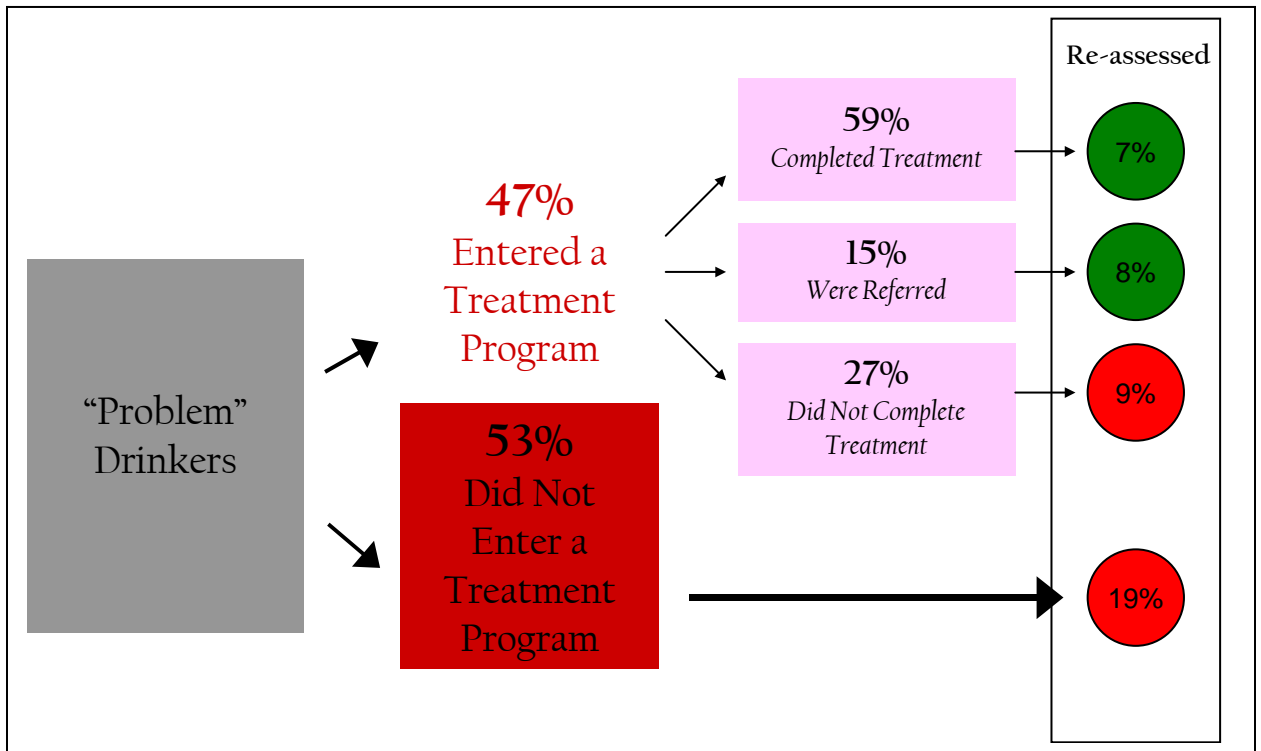 Re-assessed
59%
Completed Treatment
7%
47%
Entered a
Treatment
Program
15%
Were Referred
8%
27%
Did Not Complete
Treatment
9%
“Problem”
Drinkers
53%
Did Not
Enter a
Treatment
Program
19%